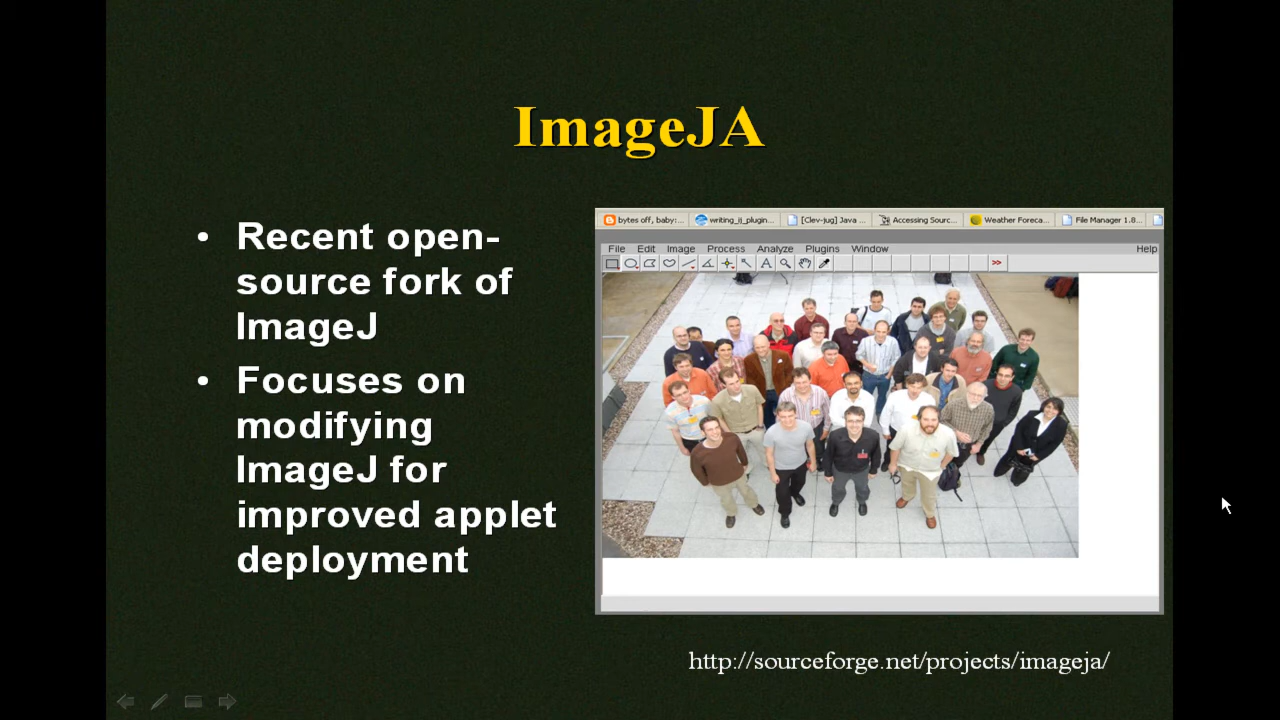 ImageJA
• Recent open-
source fork of
ImageJ
• Focuses on
modifying
ImageJ for
improved applet
deployment
bytes off, baby:... writing_ij_plugin... [Clev-jug] Java ... Accessing Sourc... Weather Foreca... File Manager 1.8...
File Edit Image Process Analyze Plugins Window Help
A >>
http://sourceforge.net/projects/imageja/